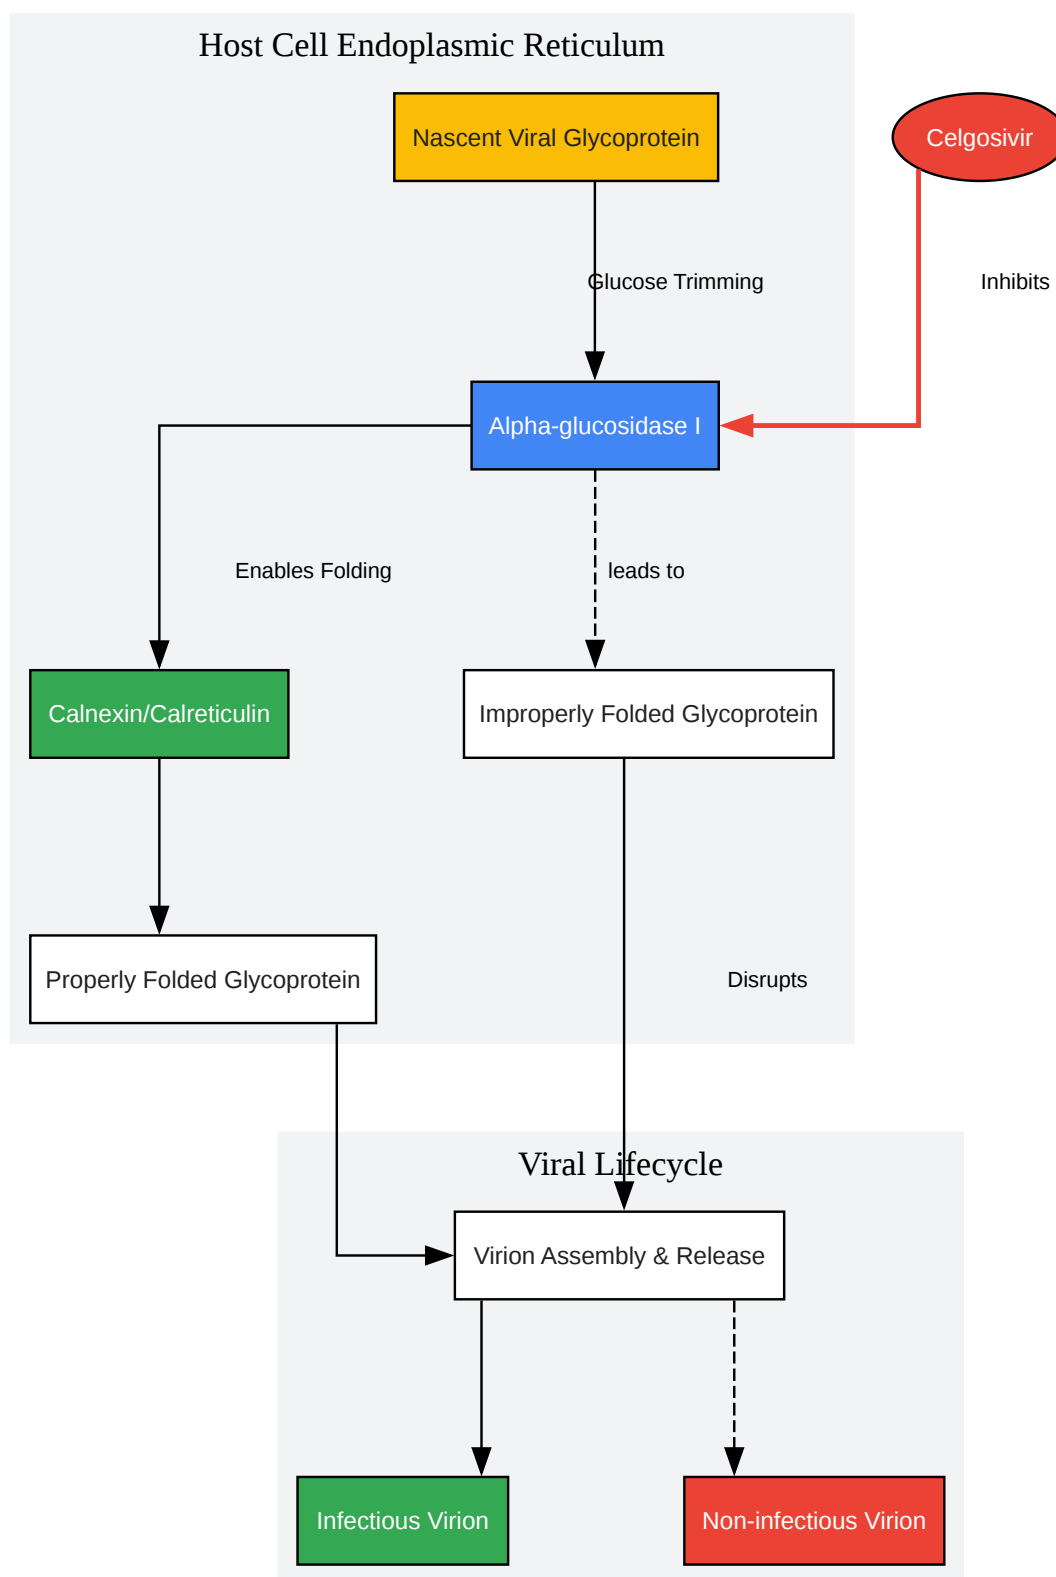 Host Cell Endoplasmic Reticulum
Nascent Viral Glycoprotein
Celgosivir
Glucose Trimming
Inhibits
Alpha-glucosidase I
Enables Folding
leads to
Calnexin/Calreticulin
Improperly Folded Glycoprotein
Properly Folded Glycoprotein
Disrupts
Viral Lifecycle
Virion Assembly & Release
Infectious Virion
Non-infectious Virion